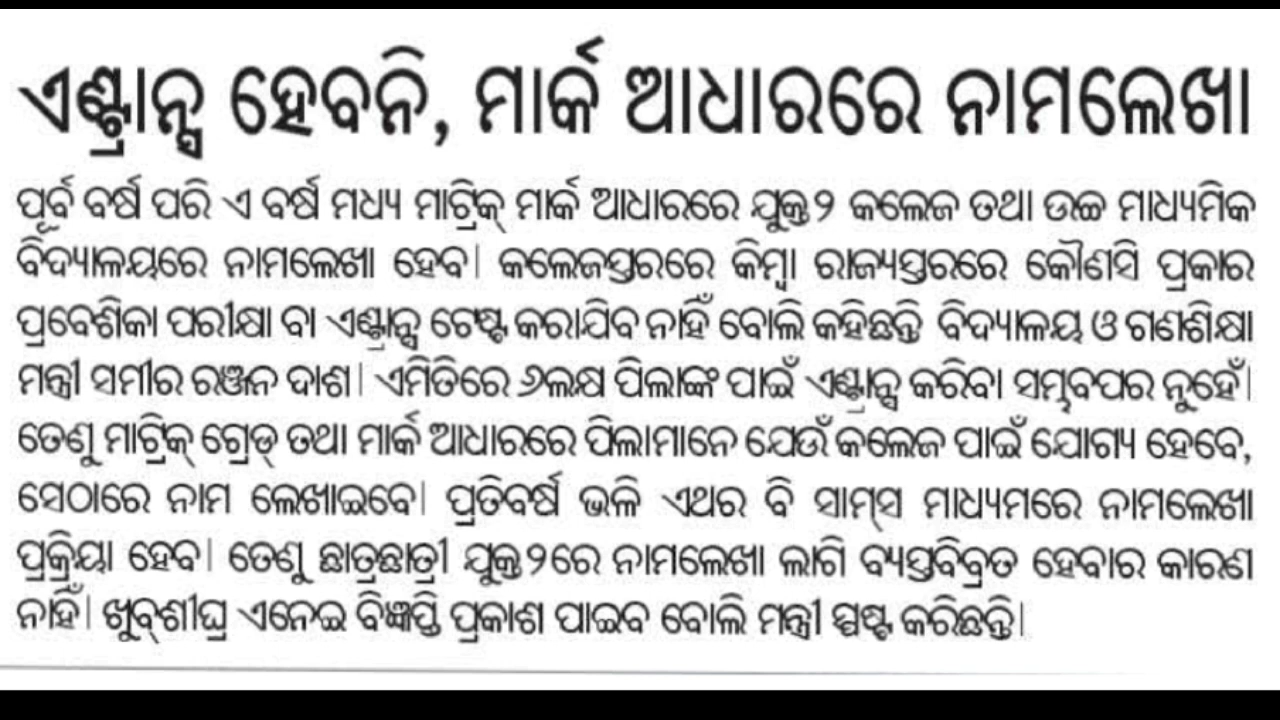 ଏଣ୍ଟ୍ରାନ୍ସ ହେବନି, ମାର୍କ ଆଧାରରେ ନାମଲେଖା
ପୂର୍ବ ବର୍ଷ ପରି ଏ ବର୍ଷ ମଧ୍ୟ ମାଟ୍ରିକ୍ ମାର୍କ ଆଧାରରେ ଯୁକ୍ତ୨ କଲେଜ ତଥା ଉଚ୍ଚ ମାଧ୍ୟମିକ
ବିଦ୍ୟାଳୟରେ ନାମଲେଖା ହେବ। କଲେଜସ୍ତରରେ କିମ୍ବା ରାଜ୍ୟସ୍ତରରେ କୌଣସି ପ୍ରକାର
ପ୍ରବେଶିକା ପରୀକ୍ଷା ବା ଏଣ୍ଟ୍ରାନ୍ସ ଟେଷ୍ଟ କରାଯିବ ନାହିଁ ବୋଲି କହିଛନ୍ତି ବିଦ୍ୟାଳୟ ଓ ଗଣଶିକ୍ଷା
ମନ୍ତ୍ରୀ ସମୀର ରଞ୍ଜନ ଦାଶ। ଏମିତିରେ ୬ଲକ୍ଷ ପିଲାଙ୍କ ପାଇଁ ଏଣ୍ଟ୍ରାନ୍ସ କରିବା ସମ୍ଭବପର ନୁହେଁ।
ତେଣୁ ମାଟ୍ରିକ୍ ଗ୍ରେଡ୍ ତଥା ମାର୍କ ଆଧାରରେ ପିଲାମାନେ ଯେଉଁ କଲେଜ ପାଇଁ ଯୋଗ୍ୟ ହେବେ,
ସେଠାରେ ନାମ ଲେଖାଇବେ। ପ୍ରତିବର୍ଷ ଭଳି ଏଥର ବି ସାମ୍‌ସ ମାଧ୍ୟମରେ ନାମଲେଖା
ପ୍ରକ୍ରିୟା ହେବ। ତେଣୁ ଛାତ୍ରଛାତ୍ରୀ ଯୁକ୍ତ୨ରେ ନାମଲେଖା ଲାଗି ବ୍ୟସ୍ତବିବ୍ରତ ହେବାର କାରଣ
ନାହିଁ। ଖୁବ୍‌ଶୀଘ୍ର ଏନେଇ ବିଜ୍ଞପ୍ତି ପ୍ରକାଶ ପାଇବ ବୋଲି ମନ୍ତ୍ରୀ ସ୍ପଷ୍ଟ କରିଛନ୍ତି।